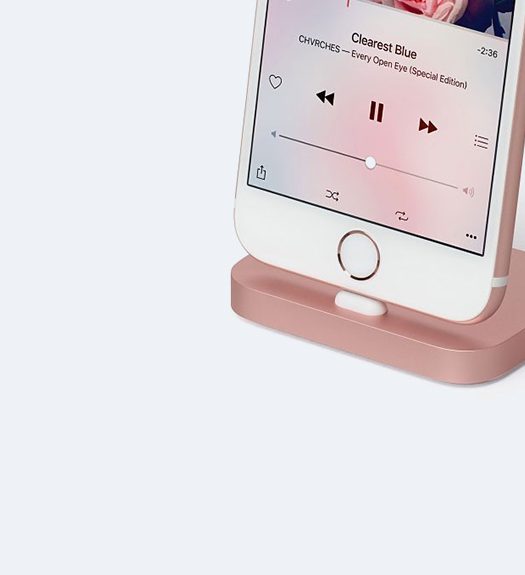 Clearest Blue
-2:36
CHVRCHES — Every Open Eye (Special Edition)